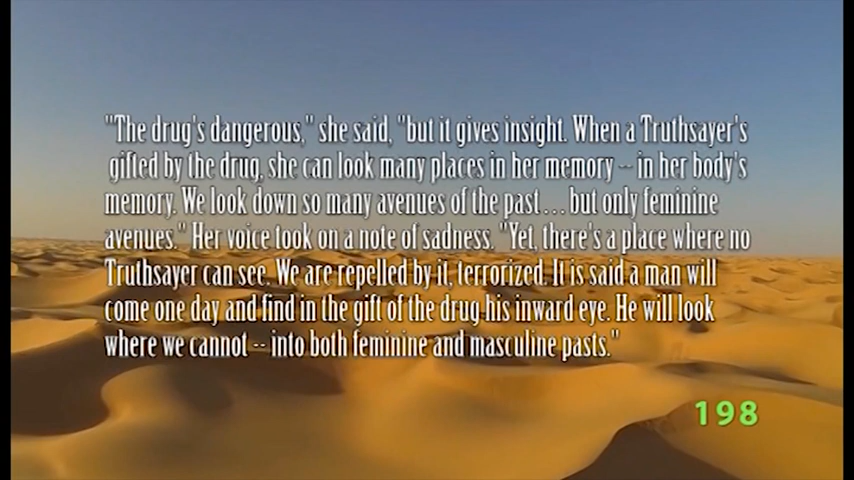 "The drug's dangerous," she said, "but it gives insight. When a Truthsayer's
gifted by the drug, she can look many places in her memory -- in her body's
memory. We look down so many avenues of the past... but only feminine
avenues." Her voice took on a note of sadness. "Yet, there's a place where no
Truthsayer can see. We are repelled by it, terrorized. It is said a man will
come one day and find in the gift of the drug his inward eye. He will look
where we cannot -- into both feminine and masculine pasts."
198